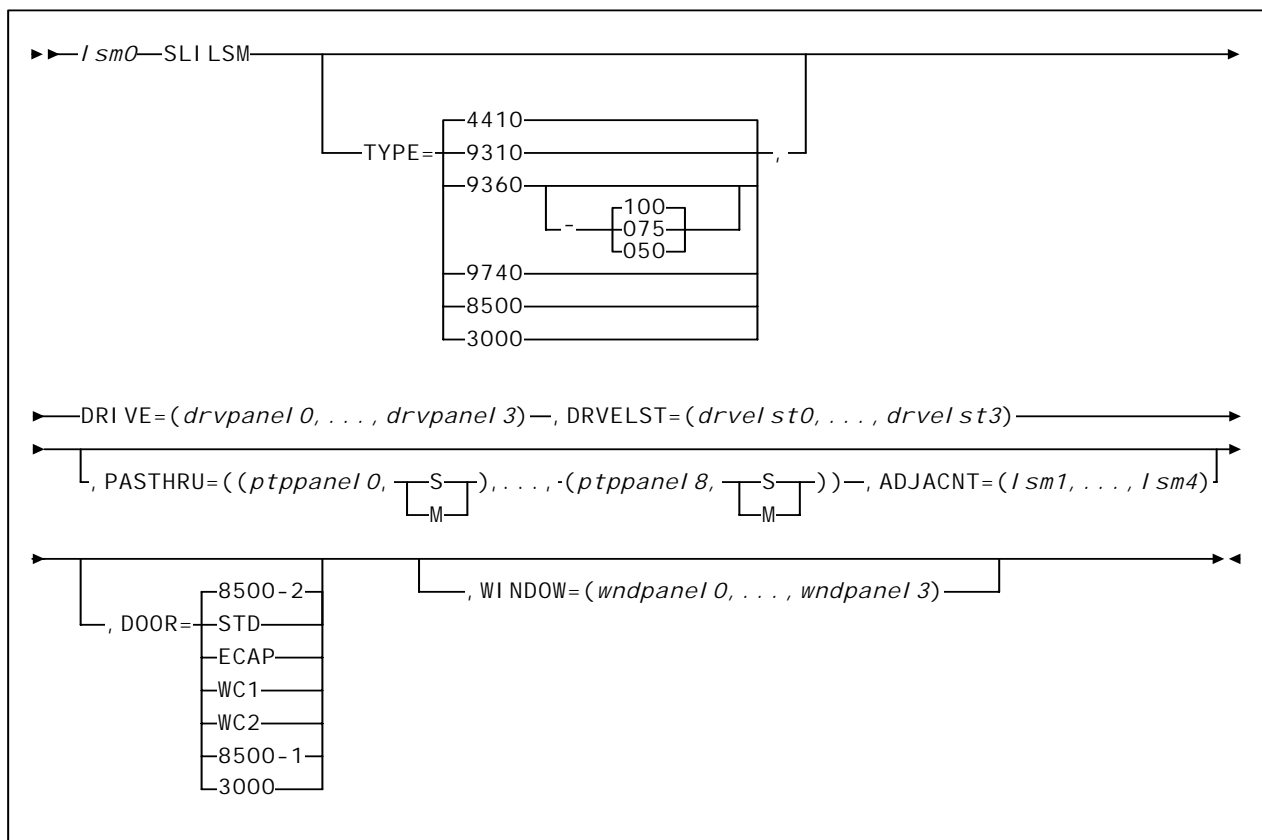 lsm0 SLILSM
4410
TYPE= 9310 ,
9360
100
- 075
050
9740
8500
3000
DRIVE=(drvpanel0,...,drvpanel3) ,DRVELST=(drvelst0,...,drvelst3)
,PASTHRU=((ptppanel0, S ),...,(ptppanel8, S )) ,ADJACNT=(lsm1,...,lsm4)
M M
8500-2 ,WINDOW=(wndpanel0,...,wndpanel3)
,DOOR= STD
ECAP
WC1
WC2
8500-1
3000